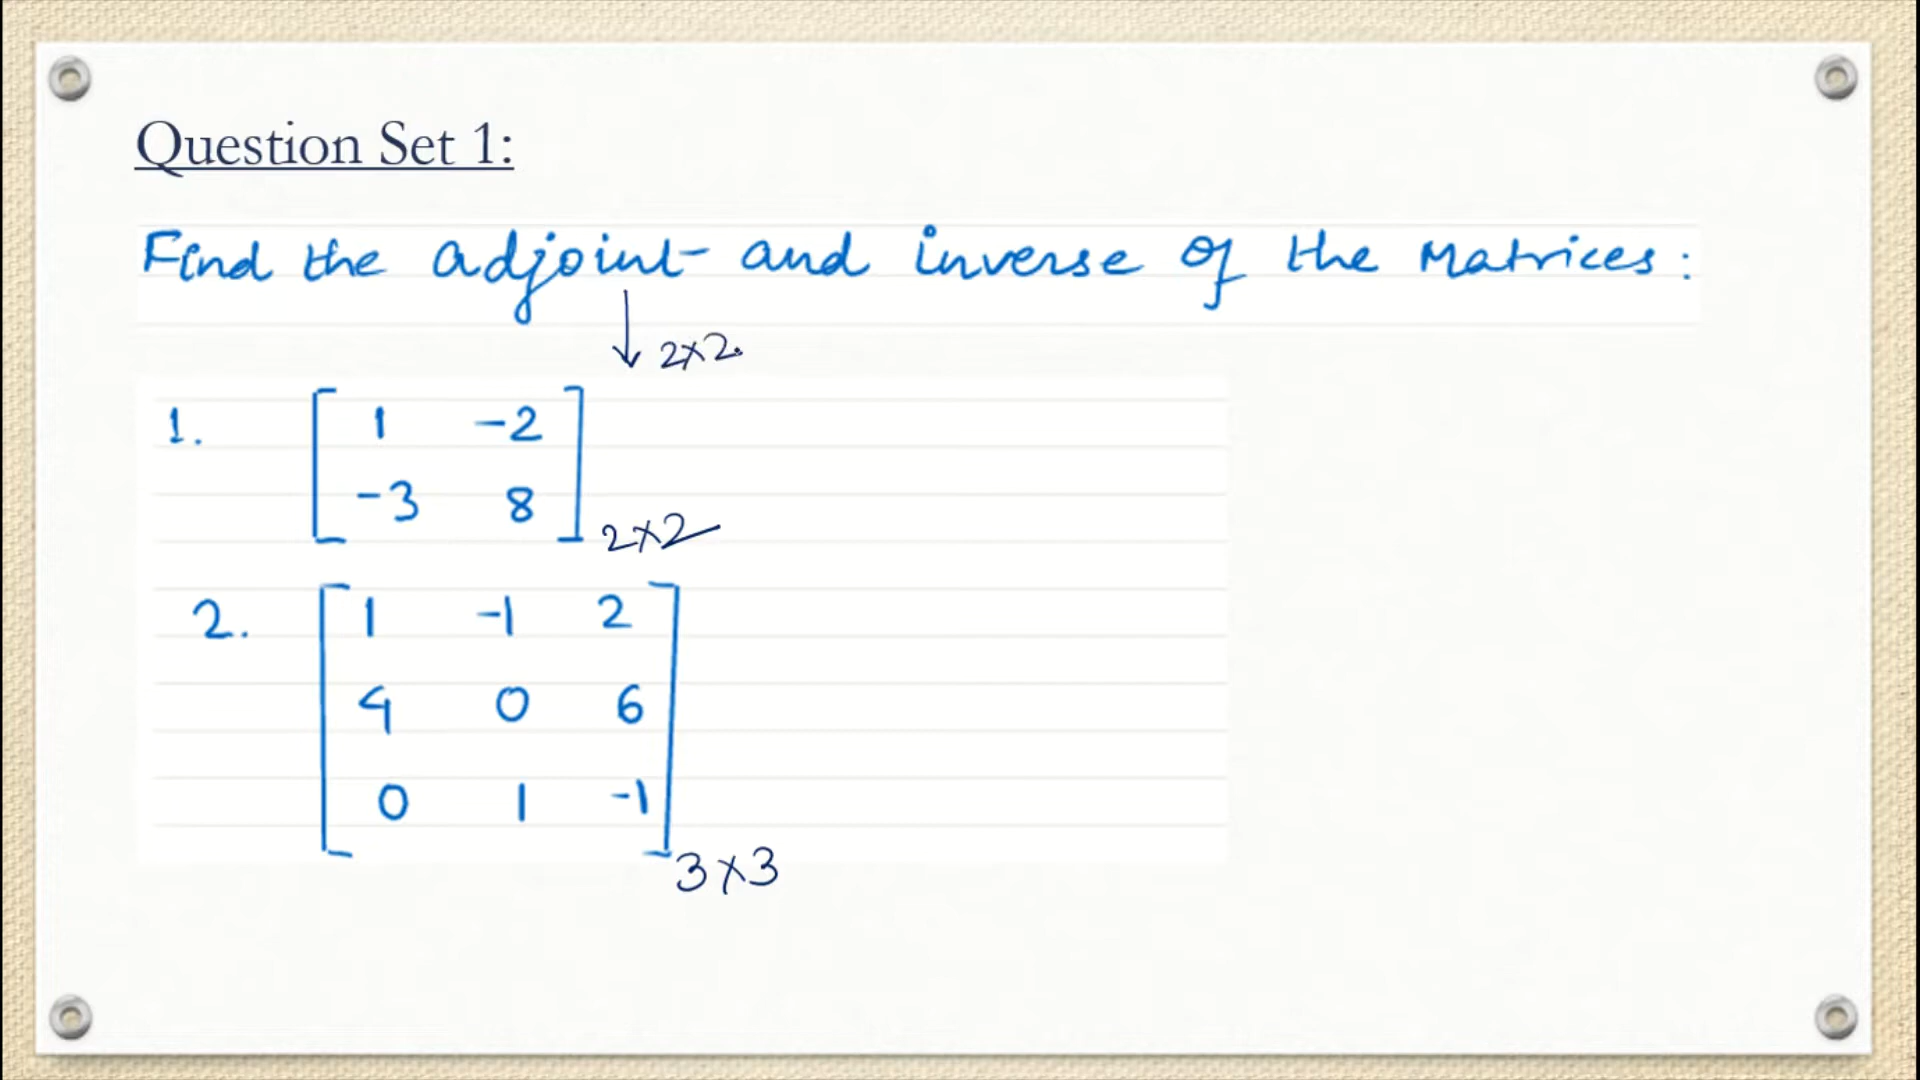 Question Set 1:
Find the adjoint and inverse of the Matrices:
2×2.
1. [ 1 -2
-3 8 ]
2×2
2. [ 1 -1 2
4 0 6
0 1 -1 ]
3×3